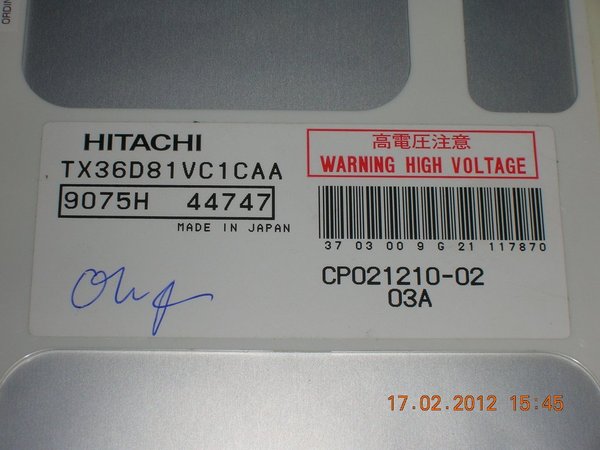 ORDIN
HITACHI
TX36D81VC1CAA
9075H 44747
MADE IN JAPAN
高電圧注意
WARNING HIGH VOLTAGE
37 03 00 9 G 21 117870
CP021210-02
03A
17.02.2012 15:45